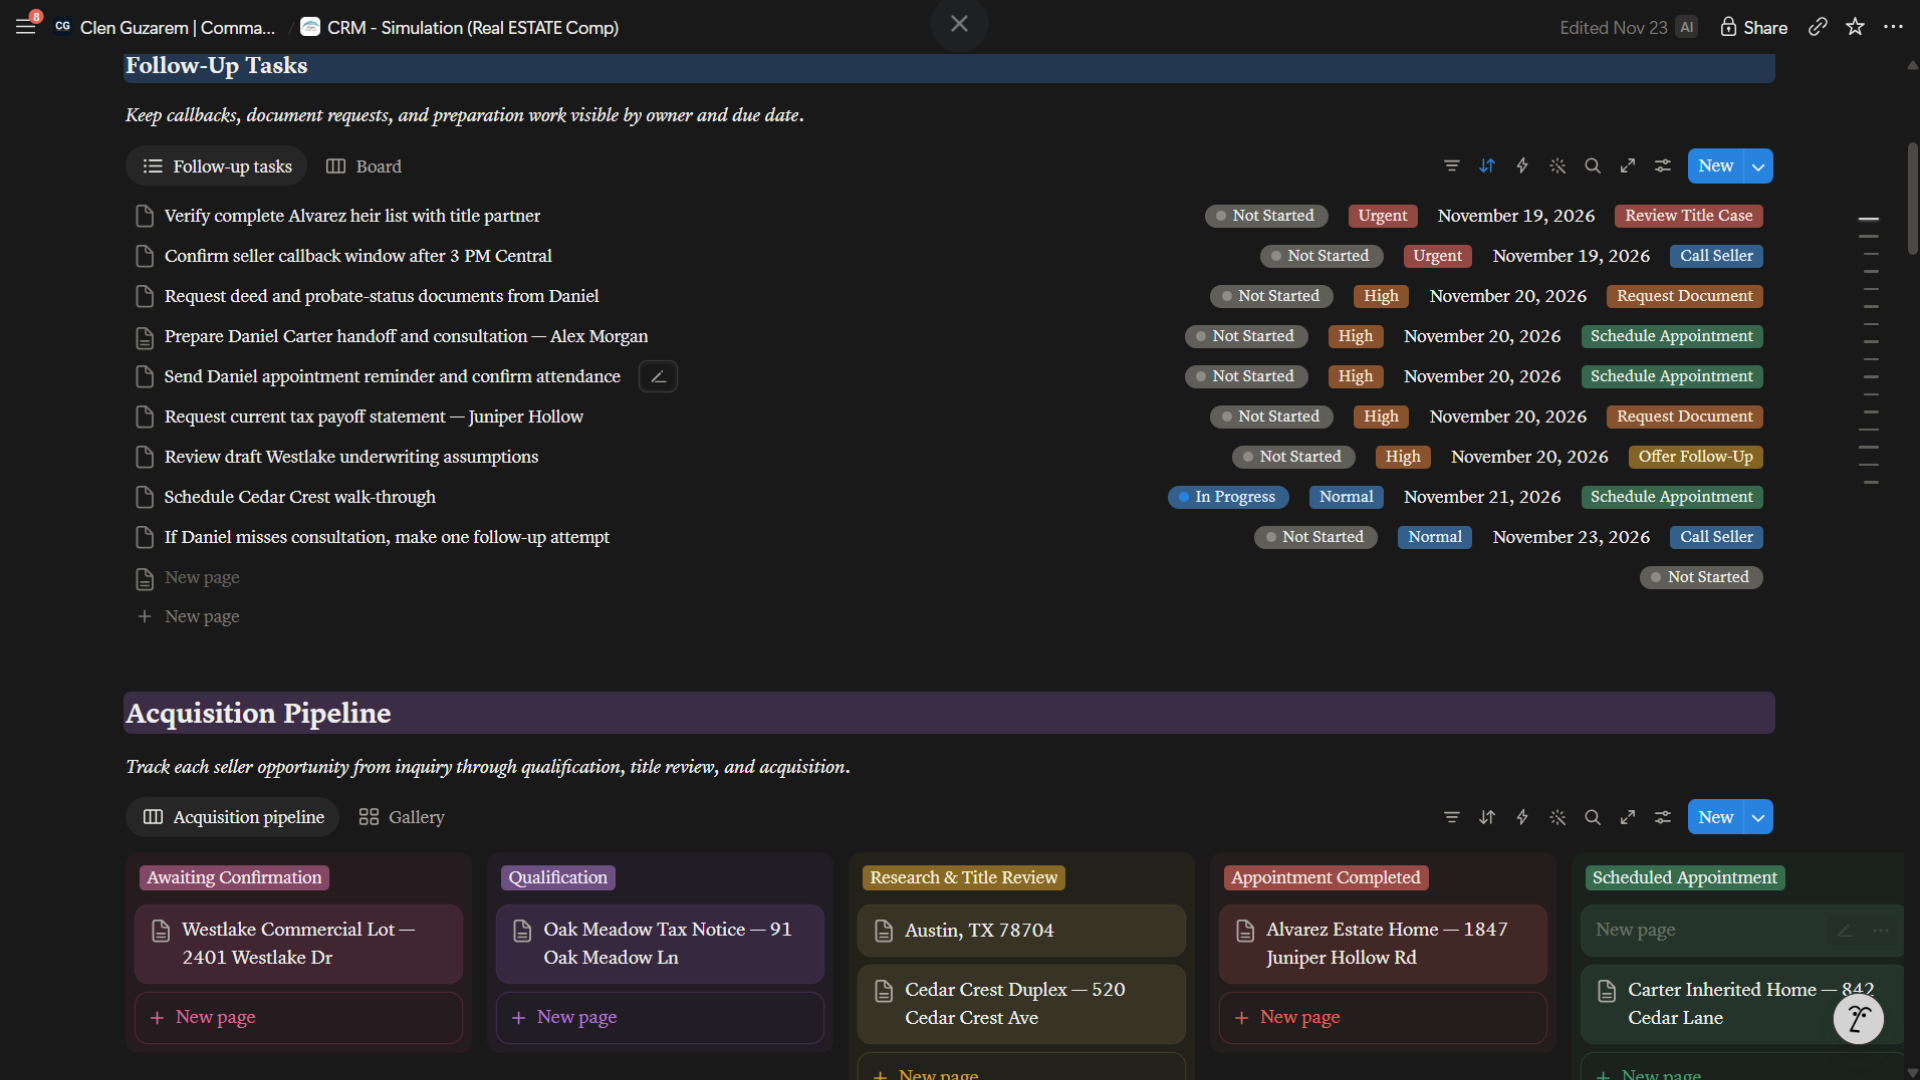 8
CG Clen Guzarem | Comma... / CRM - Simulation (Real ESTATE Comp)
Edited Nov 23 AI Share
Follow-Up Tasks
Keep callbacks, document requests, and preparation work visible by owner and due date.
Follow-up tasks Board
New
Verify complete Alvarez heir list with title partner Not Started Urgent November 19, 2026 Review Title Case
Confirm seller callback window after 3 PM Central Not Started Urgent November 19, 2026 Call Seller
Request deed and probate-status documents from Daniel Not Started High November 20, 2026 Request Document
Prepare Daniel Carter handoff and consultation — Alex Morgan Not Started High November 20, 2026 Schedule Appointment
Send Daniel appointment reminder and confirm attendance Not Started High November 20, 2026 Schedule Appointment
Request current tax payoff statement — Juniper Hollow Not Started High November 20, 2026 Request Document
Review draft Westlake underwriting assumptions Not Started High November 20, 2026 Offer Follow-Up
Schedule Cedar Crest walk-through In Progress Normal November 21, 2026 Schedule Appointment
If Daniel misses consultation, make one follow-up attempt Not Started Normal November 23, 2026 Call Seller
New page Not Started
+ New page
Acquisition Pipeline
Track each seller opportunity from inquiry through qualification, title review, and acquisition.
Acquisition pipeline Gallery
New
Awaiting Confirmation
Westlake Commercial Lot —
2401 Westlake Dr
+ New page
Qualification
Oak Meadow Tax Notice — 91
Oak Meadow Ln
+ New page
Research & Title Review
Austin, TX 78704
Cedar Crest Duplex — 520
Cedar Crest Ave
+ New page
Appointment Completed
Alvarez Estate Home — 1847
Juniper Hollow Rd
+ New page
Scheduled Appointment
New page
Carter Inherited Home — 842
Cedar Lane
+ New page